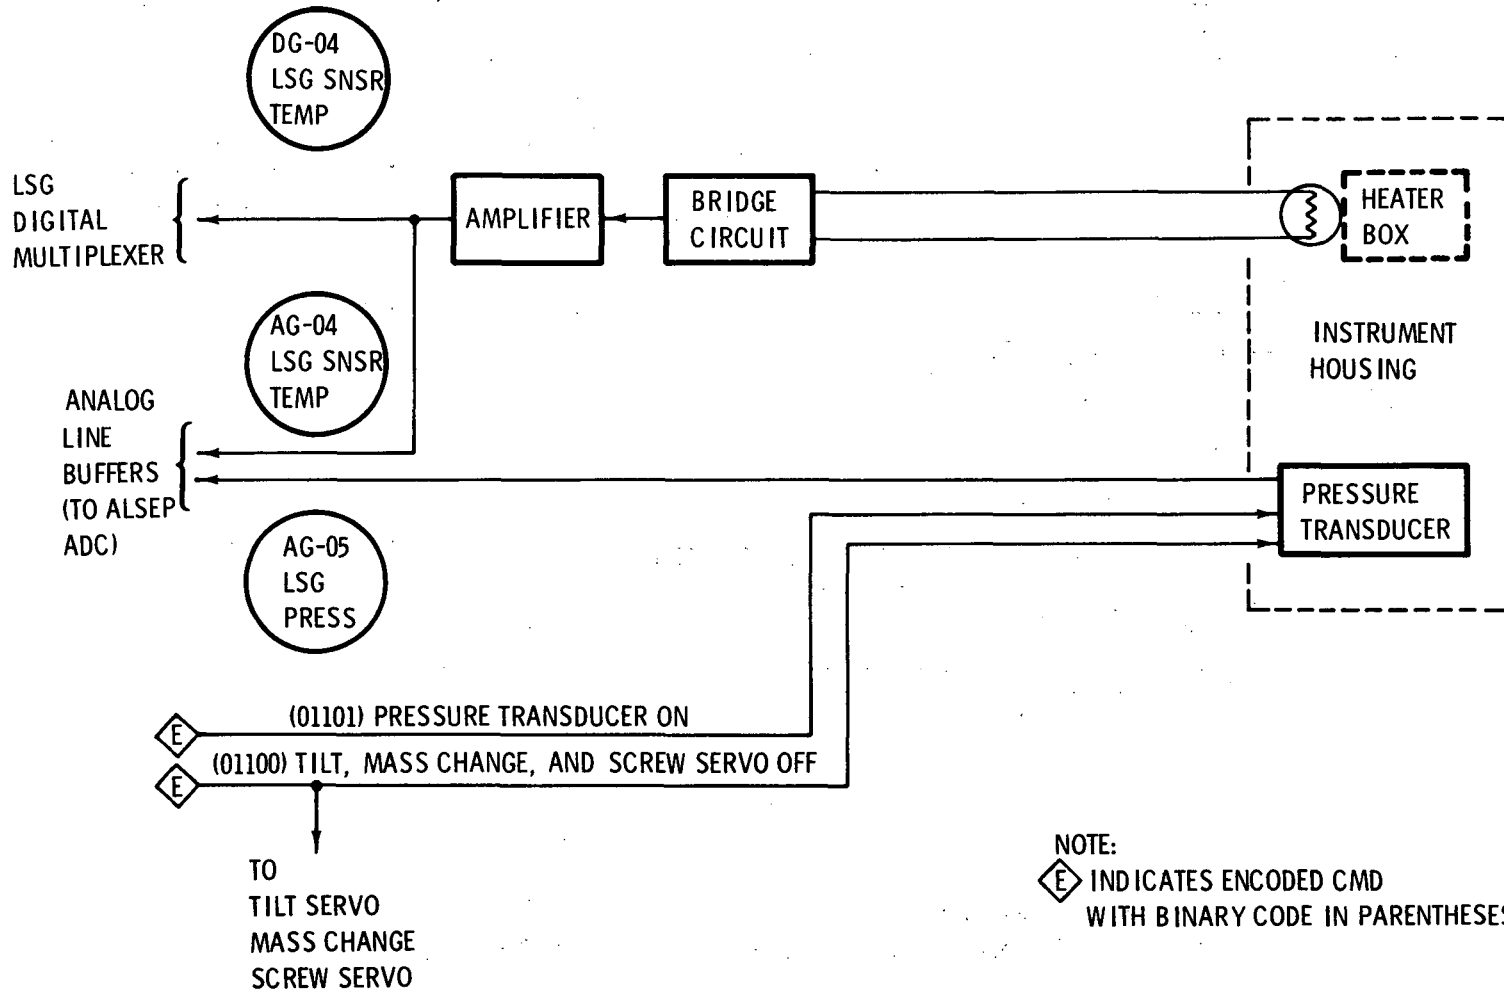 DG-04
LSG SNSR
TEMP
LSG
DIGITAL
MULTIPLEXER
AMPLIFIER
BRIDGE
CIRCUIT
HEATER
BOX
AG-04
LSG SNSR
TEMP
INSTRUMENT
HOUSING
ANALOG
LINE
BUFFERS
(TO ALSEP
ADC)
PRESSURE
TRANSDUCER
AG-05
LSG
PRESS
E
(01101) PRESSURE TRANSDUCER ON
E
(01100) TILT, MASS CHANGE, AND SCREW SERVO OFF
TO
TILT SERVO
MASS CHANGE
SCREW SERVO
NOTE:
E INDICATES ENCODED CMD
WITH BINARY CODE IN PARENTHESES